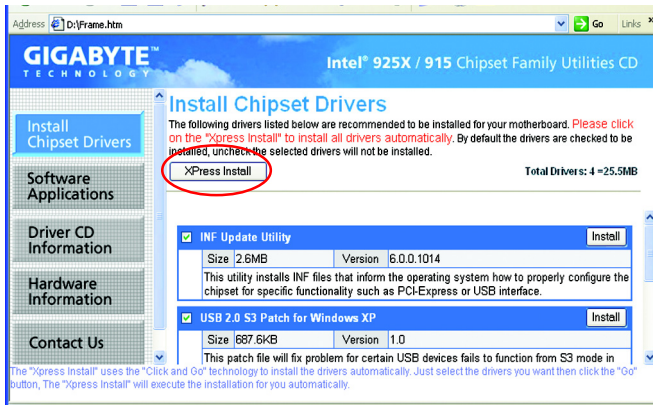 Address D:\Frame.htm Go Links »
GIGABYTE™
TECHNOLOGY
Intel® 925X / 915 Chipset Family Utilities CD
Install
Chipset Drivers
Software
Applications
Driver CD
Information
Hardware
Information
Contact Us
Install Chipset Drivers
The following drivers listed below are recommended to be installed for your motherboard. Please click
on the "Xpress Install" to install all drivers automatically. By default the drivers are checked to be
installed, uncheck the selected drivers will not be installed.
XPress Install
Total Drivers: 4 =25.5MB
INF Update Utility Install
Size 2.6MB Version 6.0.0.1014
This utility installs INF files that inform the operating system how to properly configure the
chipset for specific functionality such as PCI-Express or USB interface.
USB 2.0 S3 Patch for Windows XP Install
Size 687.6KB Version 1.0
This patch file will fix problem for certain USB devices fails to function from S3 mode in
The "Xpress Install" uses the "Click and Go" technology to install the drivers automatically. Just select the drivers you want then click the "Go"
button, The "Xpress Install" will execute the installation for you automatically.